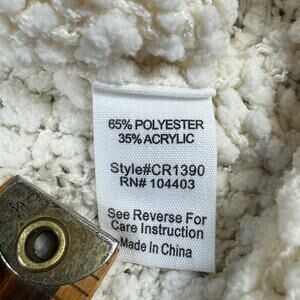 65% POLYESTER
35% ACRYLIC
Style#CR1390
RN# 104403
See Reverse For
Care Instruction
Made In China